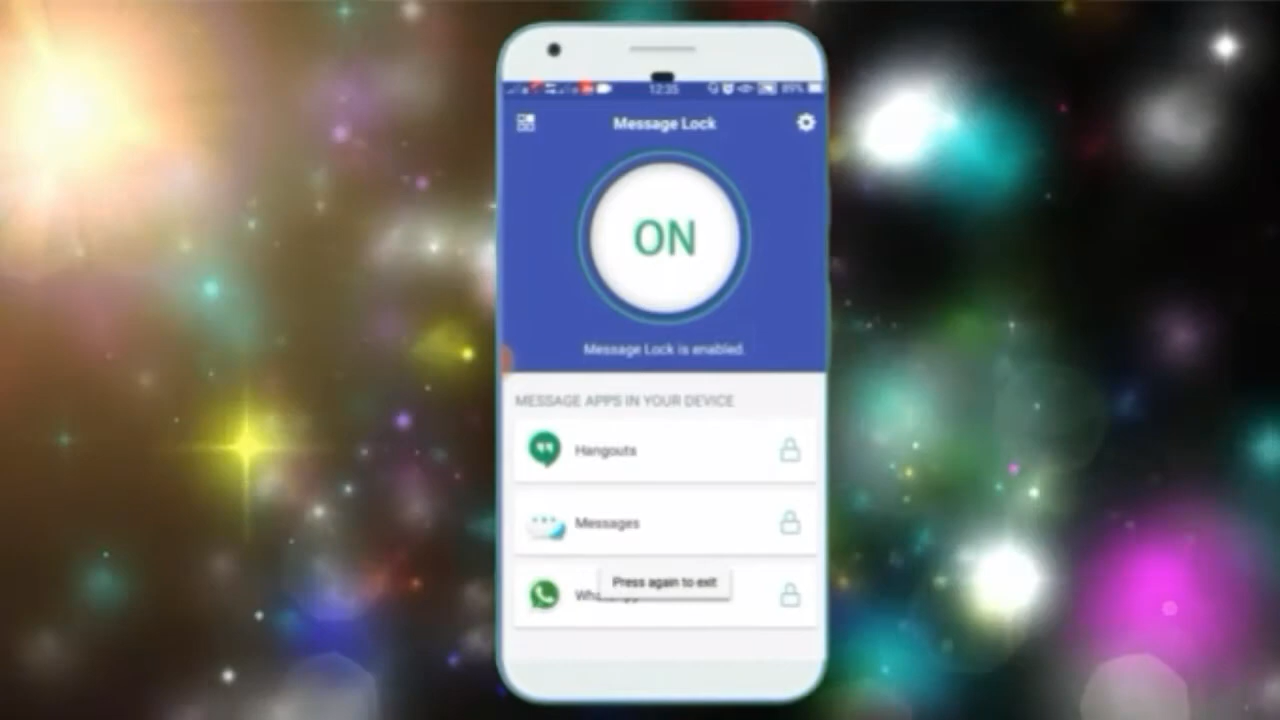 12:35
89%
Message Lock
ON
Message Lock is enabled.
MESSAGE APPS IN YOUR DEVICE
Hangouts
Messages
Press again to exit